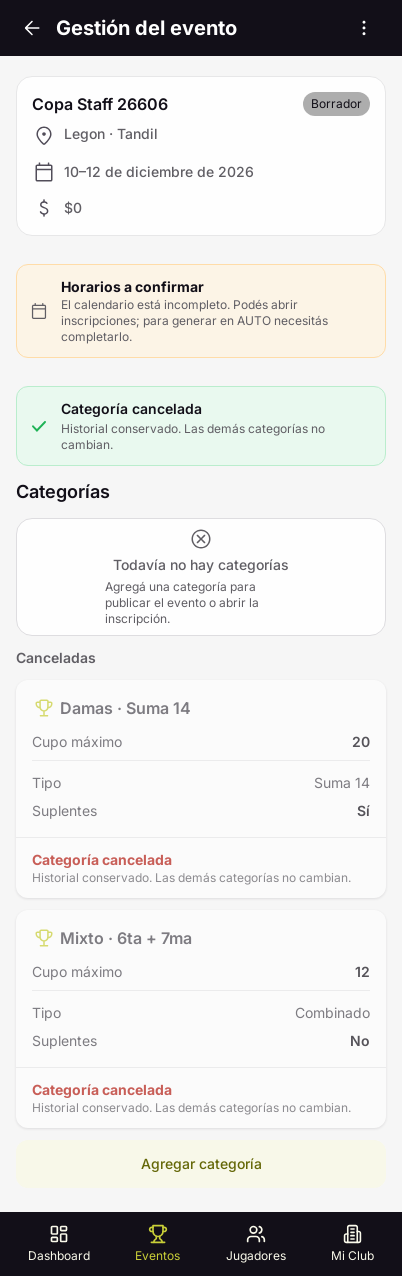 Gestión del evento
Copa Staff 26606
Borrador
Legon · Tandil
10–12 de diciembre de 2026
$0
Horarios a confirmar
El calendario está incompleto. Podés abrir
inscripciones; para generar en AUTO necesitás
completarlo.
Categoría cancelada
Historial conservado. Las demás categorías no
cambian.
Categorías
Todavía no hay categorías
Agregá una categoría para
publicar el evento o abrir la
inscripción.
Canceladas
Damas · Suma 14
Cupo máximo 20
Tipo Suma 14
Suplentes Sí
Categoría cancelada
Historial conservado. Las demás categorías no cambian.
Mixto · 6ta + 7ma
Cupo máximo 12
Tipo Combinado
Suplentes No
Categoría cancelada
Historial conservado. Las demás categorías no cambian.
Agregar categoría
Dashboard Eventos Jugadores Mi Club